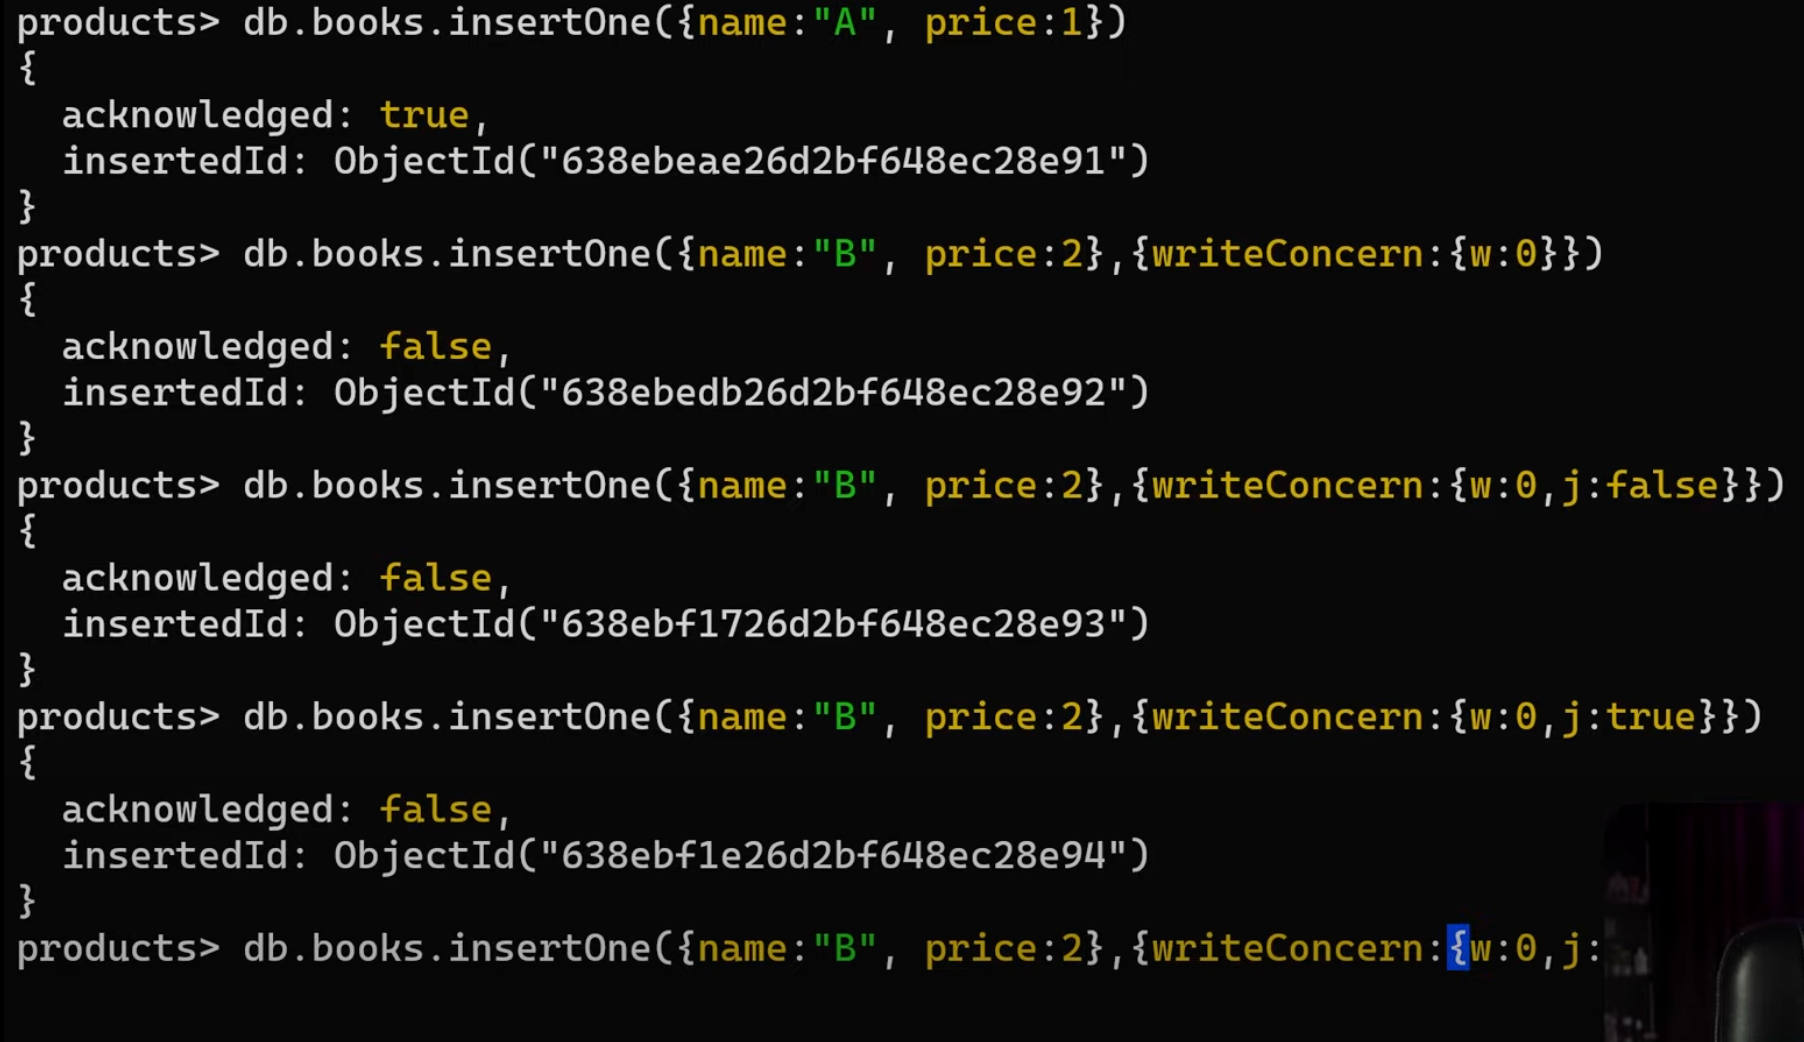 products> db.books.insertOne({name:"A", price:1})
{
  acknowledged: true,
  insertedId: ObjectId("638ebeae26d2bf648ec28e91")
}
products> db.books.insertOne({name:"B", price:2},{writeConcern:{w:0}})
{
  acknowledged: false,
  insertedId: ObjectId("638ebedb26d2bf648ec28e92")
}
products> db.books.insertOne({name:"B", price:2},{writeConcern:{w:0,j:false}})
{
  acknowledged: false,
  insertedId: ObjectId("638ebf1726d2bf648ec28e93")
}
products> db.books.insertOne({name:"B", price:2},{writeConcern:{w:0,j:true}})
{
  acknowledged: false,
  insertedId: ObjectId("638ebf1e26d2bf648ec28e94")
}
products> db.books.insertOne({name:"B", price:2},{writeConcern:{w:0,j: